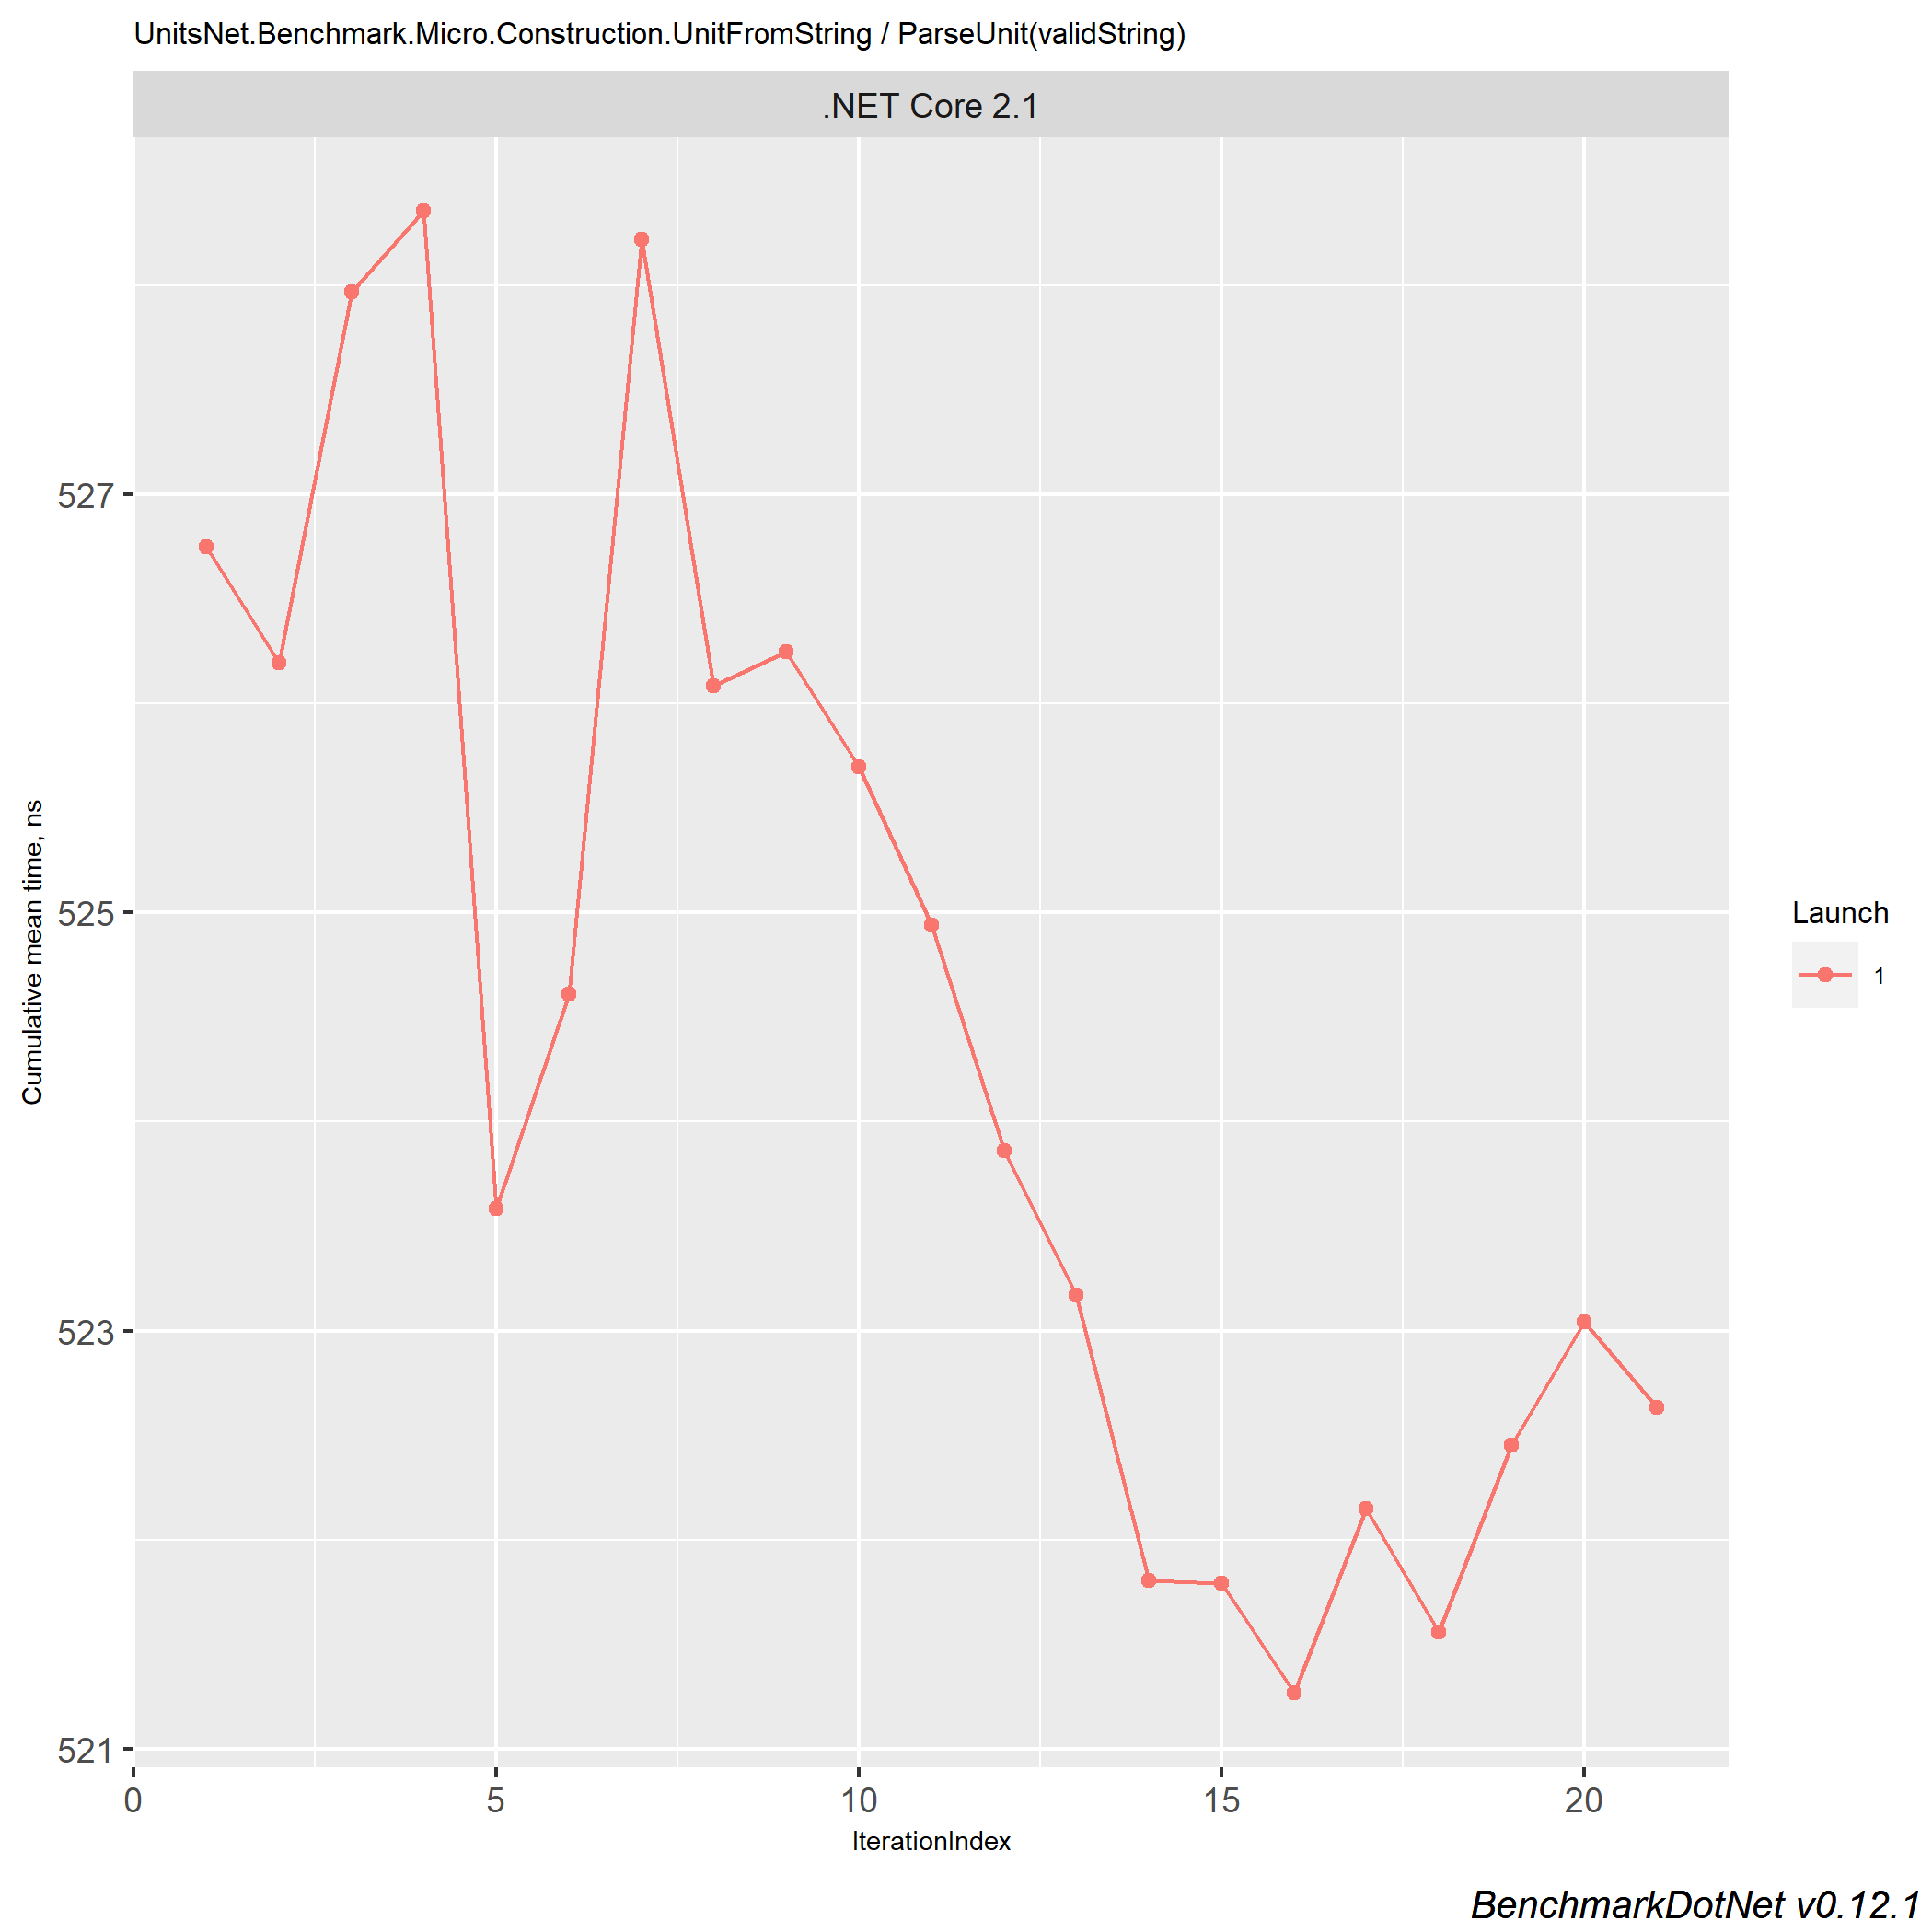 UnitsNet.Benchmark.Micro.Construction.UnitFromString / ParseUnit(validString)
.NET Core 2.1
Cumulative mean time, ns
527
525
523
521
0 5 10 15 20
IterationIndex
Launch
1
BenchmarkDotNet v0.12.1